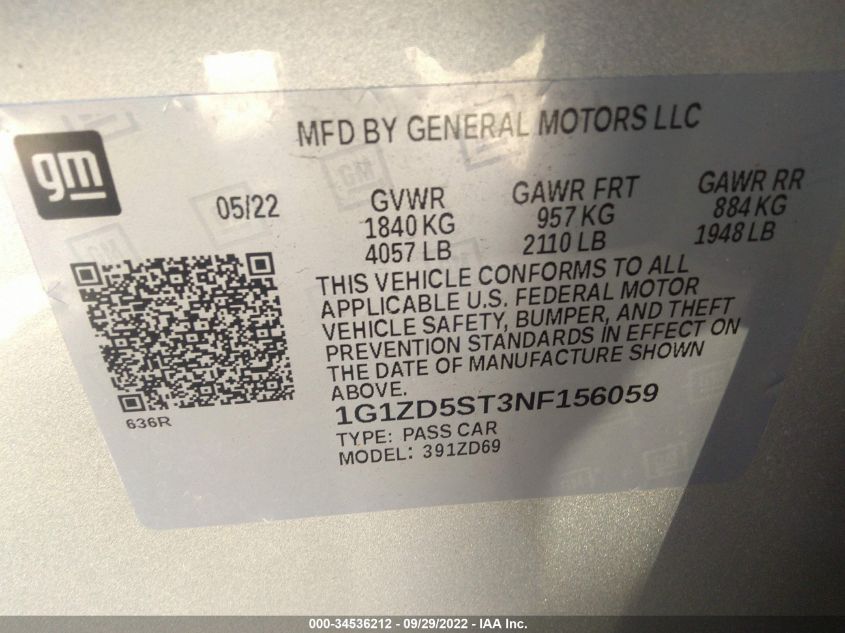 MFD BY GENERAL MOTORS LLC
gm
05/22
GVWR
1840 KG
4057 LB
GAWR FRT
957 KG
2110 LB
GAWR RR
884 KG
1948 LB
THIS VEHICLE CONFORMS TO ALL
APPLICABLE U.S. FEDERAL MOTOR
VEHICLE SAFETY, BUMPER, AND THEFT
PREVENTION STANDARDS IN EFFECT ON
THE DATE OF MANUFACTURE SHOWN
ABOVE.
1G1ZD5ST3NF156059
TYPE: PASS CAR
MODEL: 391ZD69
636R
000-34536212 - 09/29/2022 - IAA Inc.